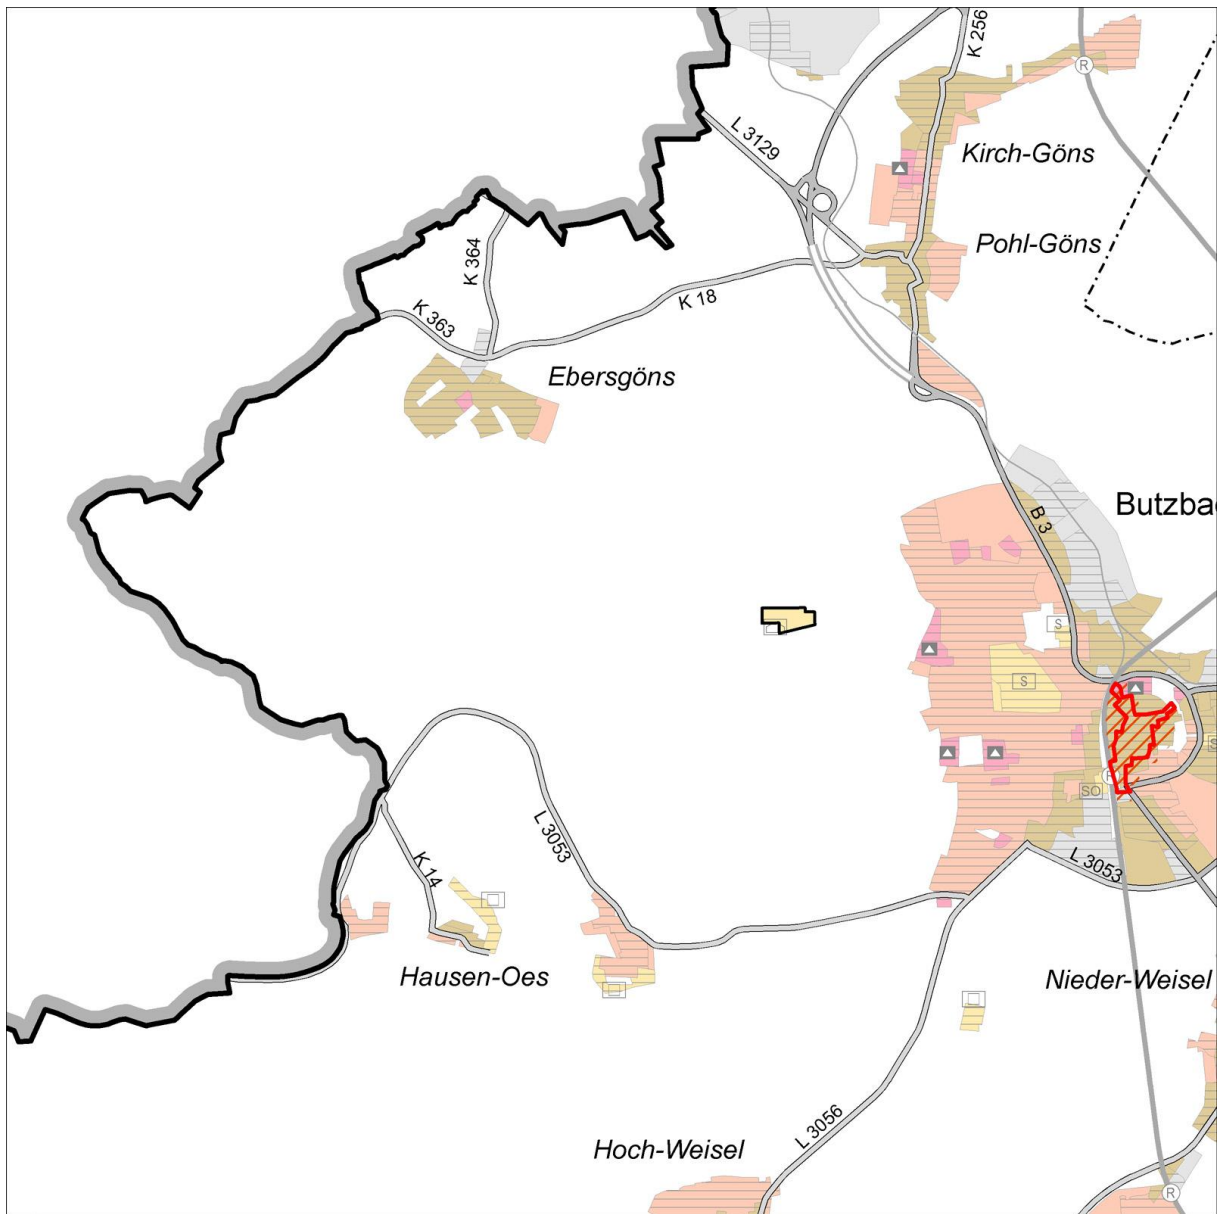 K 256
L 3129
Kirch-Göns
R
Pohl-Göns
K 364
K 18
K 363
Ebersgöns
Butzba
B 3
S
S
S
R
SO
L 3053
L 3053
K 14
Hausen-Oes
Nieder-Weisel
L 3056
Hoch-Weisel
R